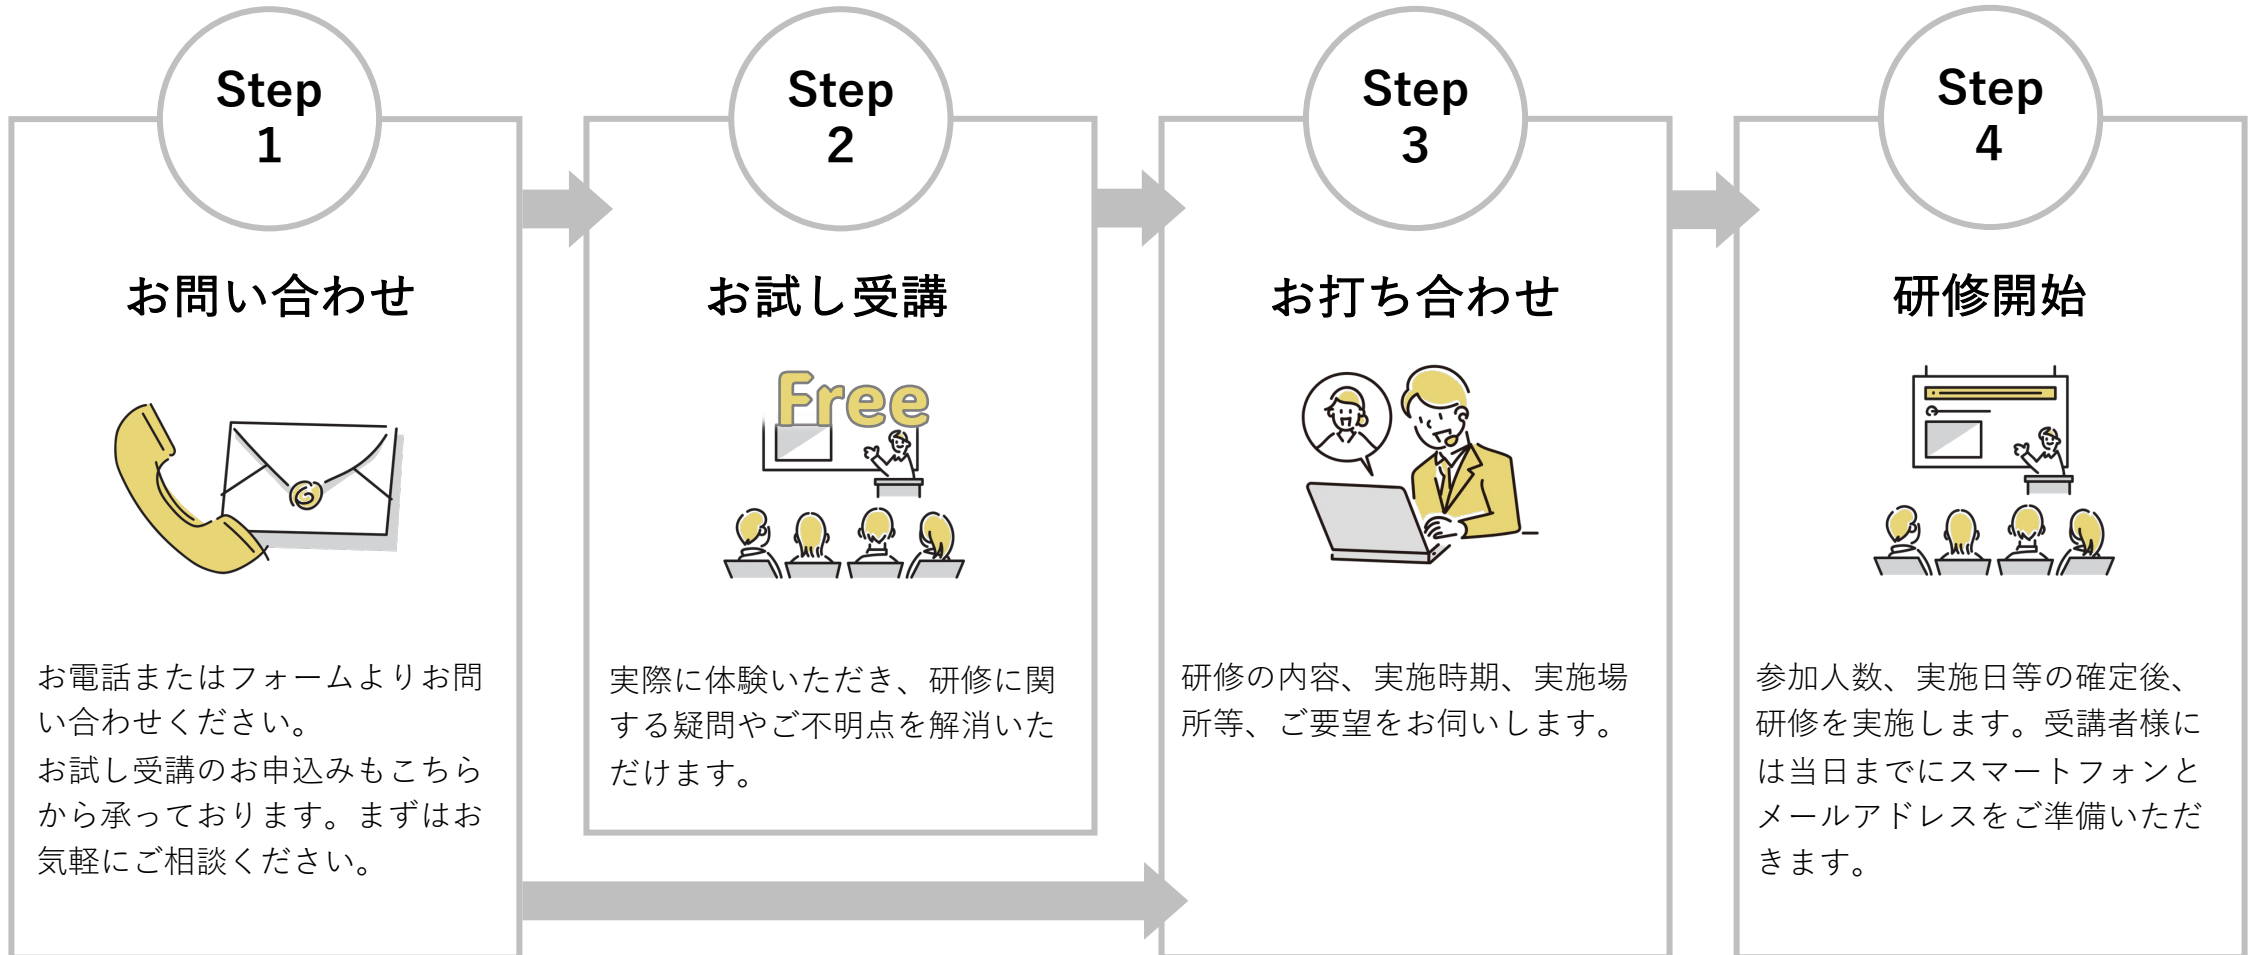 Step
1
お問い合わせ
お電話またはフォームよりお問
い合わせください。
お試し受講のお申込みもこちら
から承っております。まずはお
気軽にご相談ください。
Step
2
お試し受講
Free
実際に体験いただき、研修に関
する疑問やご不明点を解消いた
だけます。
Step
3
お打ち合わせ
研修の内容、実施時期、実施場
所等、ご要望をお伺いします。
Step
4
研修開始
参加人数、実施日等の確定後、
研修を実施します。受講者様に
は当日までにスマートフォンと
メールアドレスをご準備いただ
きます。